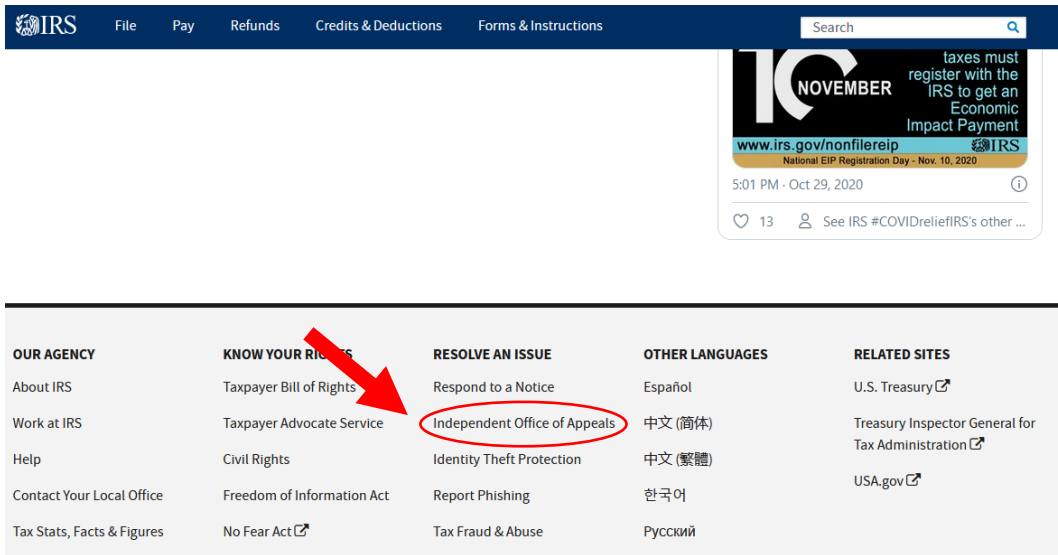 IRS File Pay Refunds Credits & Deductions Forms & Instructions Search
taxes must
register with the
IRS to get an
Economic
Impact Payment
10
NOVEMBER
www.irs.gov/nonfilereip IRS
National EIP Registration Day - Nov. 10, 2020
5:01 PM · Oct 29, 2020
13 See IRS #COVIDreliefIRS's other ...
OUR AGENCY
About IRS
Work at IRS
Help
Contact Your Local Office
Tax Stats, Facts & Figures
KNOW YOUR RIGHTS
Taxpayer Bill of Rights
Taxpayer Advocate Service
Civil Rights
Freedom of Information Act
No Fear Act
RESOLVE AN ISSUE
Respond to a Notice
Independent Office of Appeals
Identity Theft Protection
Report Phishing
Tax Fraud & Abuse
OTHER LANGUAGES
Español
中文 (简体)
中文 (繁體)
한국어
Русский
RELATED SITES
U.S. Treasury
Treasury Inspector General for
Tax Administration
USA.gov